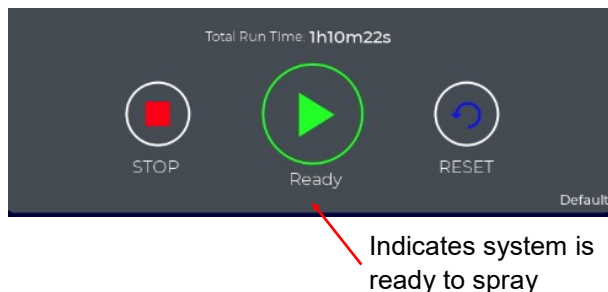 Total Run Time: 1h10m22s
STOP
Ready
RESET
Default
Indicates system is
ready to spray